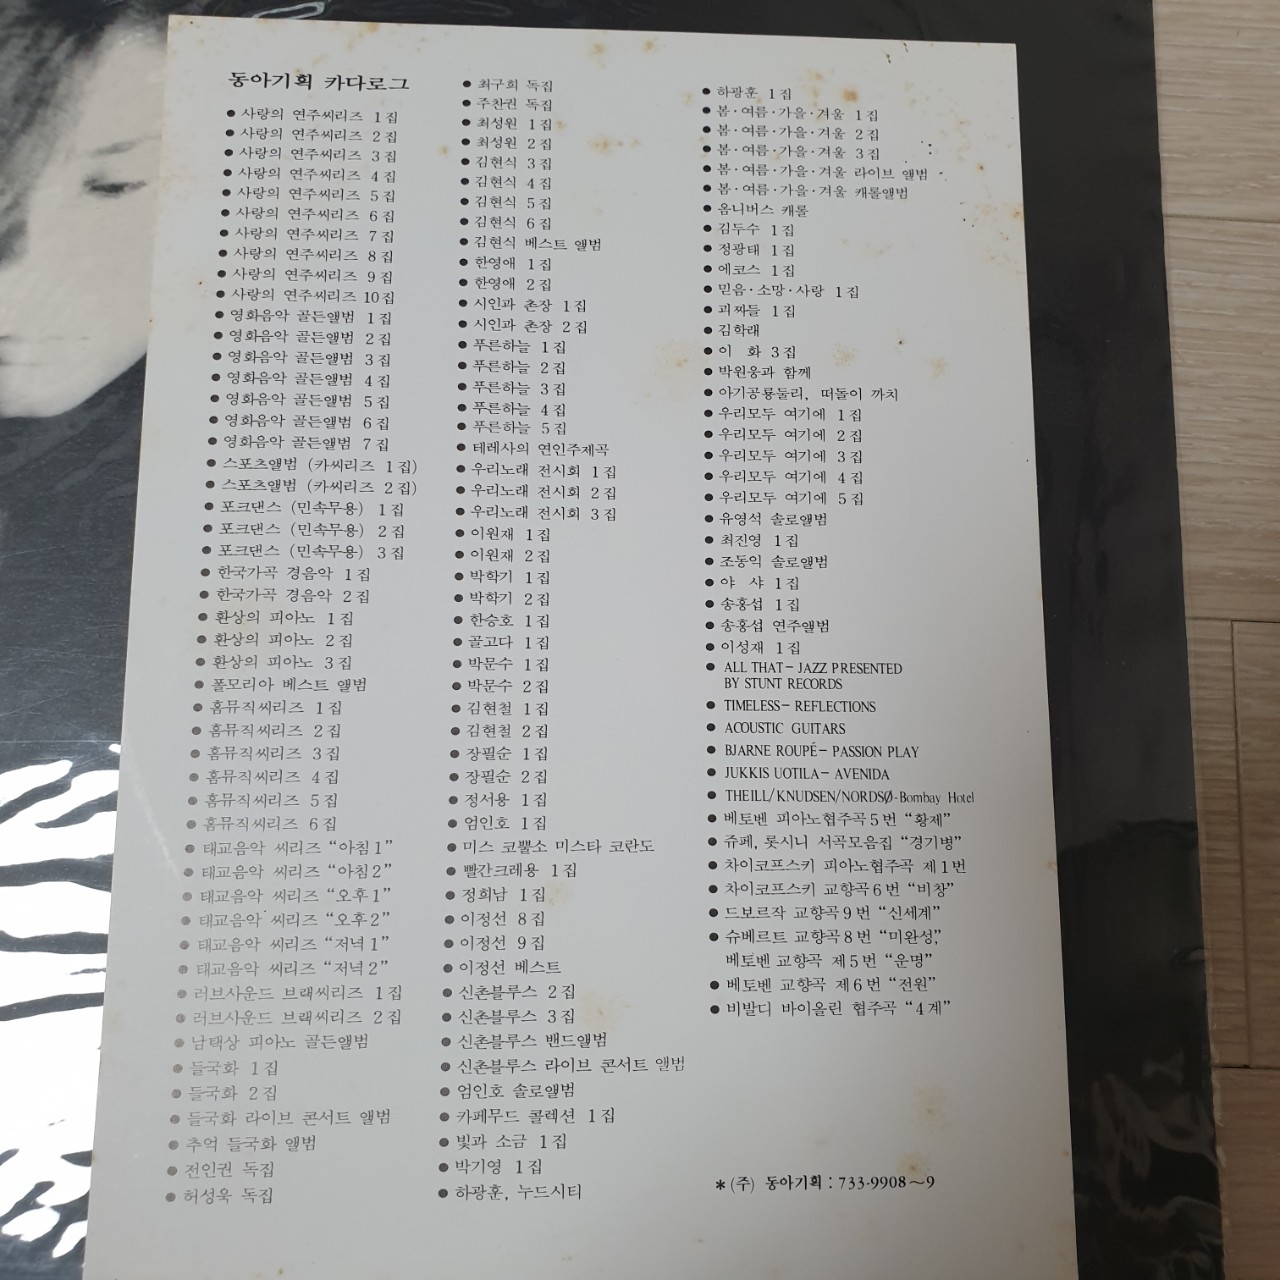 동아기획 카다로그
● 사랑의 연주씨리즈 1집
● 사랑의 연주씨리즈 2집
● 사랑의 연주씨리즈 3집
● 사랑의 연주씨리즈 4집
● 사랑의 연주씨리즈 5집
● 사랑의 연주씨리즈 6집
● 사랑의 연주씨리즈 7집
● 사랑의 연주씨리즈 8집
● 사랑의 연주씨리즈 9집
● 사랑의 연주씨리즈 10집
● 영화음악 골든앨범 1집
● 영화음악 골든앨범 2집
● 영화음악 골든앨범 3집
● 영화음악 골든앨범 4집
● 영화음악 골든앨범 5집
● 영화음악 골든앨범 6집
● 영화음악 골든앨범 7집
● 스포츠앨범 (카씨리즈 1집)
● 스포츠앨범 (카씨리즈 2집)
● 포크댄스 (민속무용) 1집
● 포크댄스 (민속무용) 2집
● 포크댄스 (민속무용) 3집
● 한국가곡 경음악 1집
● 한국가곡 경음악 2집
● 환상의 피아노 1집
● 환상의 피아노 2집
● 환상의 피아노 3집
● 폴모리아 베스트 앨범
● 홈뮤직씨리즈 1집
● 홈뮤직씨리즈 2집
● 홈뮤직씨리즈 3집
● 홈뮤직씨리즈 4집
● 홈뮤직씨리즈 5집
● 홈뮤직씨리즈 6집
● 태교음악 씨리즈 “아침1”
● 태교음악 씨리즈 “아침2”
● 태교음악 씨리즈 “오후1”
● 태교음악 씨리즈 “오후2”
● 태교음악 씨리즈 “저녁1”
● 태교음악 씨리즈 “저녁2”
● 러브사운드 브랙씨리즈 1집
● 러브사운드 브랙씨리즈 2집
● 남택상 피아노 골든앨범
● 들국화 1집
● 들국화 2집
● 들국화 라이브 콘서트 앨범
● 추억 들국화 앨범
● 전인권 독집
● 허성욱 독집
● 최구희 독집
● 주찬권 독집
● 최성원 1집
● 최성원 2집
● 김현식 3집
● 김현식 4집
● 김현식 5집
● 김현식 6집
● 김현식 베스트 앨범
● 한영애 1집
● 한영애 2집
● 시인과 촌장 1집
● 시인과 촌장 2집
● 푸른하늘 1집
● 푸른하늘 2집
● 푸른하늘 3집
● 푸른하늘 4집
● 푸른하늘 5집
● 테레사의 연인주제곡
● 우리노래 전시회 1집
● 우리노래 전시회 2집
● 우리노래 전시회 3집
● 이원재 1집
● 이원재 2집
● 박학기 1집
● 박학기 2집
● 한승호 1집
● 골고다 1집
● 박문수 1집
● 박문수 2집
● 김현철 1집
● 김현철 2집
● 장필순 1집
● 장필순 2집
● 정서용 1집
● 엄인호 1집
● 미스 코뿔소 미스타 코란도
● 빨간크레용 1집
● 정희남 1집
● 이정선 8집
● 이정선 9집
● 이정선 베스트
● 신촌블루스 2집
● 신촌블루스 3집
● 신촌블루스 밴드앨범
● 신촌블루스 라이브 콘서트 앨범
● 엄인호 솔로앨범
● 카페무드 콜렉션 1집
● 빛과 소금 1집
● 박기영 1집
● 하광훈, 누드시티
● 하광훈 1집
● 봄·여름·가을·겨울 1집
● 봄·여름·가을·겨울 2집
● 봄·여름·가을·겨울 3집
● 봄·여름·가을·겨울 라이브 앨범
● 봄·여름·가을·겨울 캐롤앨범
● 옴니버스 캐롤
● 김두수 1집
● 정광태 1집
● 에코스 1집
● 믿음·소망·사랑 1집
● 괴짜들 1집
● 김학래
● 이 화 3집
● 박원웅과 함께
● 아기공룡둘리, 떠돌이 까치
● 우리모두 여기에 1집
● 우리모두 여기에 2집
● 우리모두 여기에 3집
● 우리모두 여기에 4집
● 우리모두 여기에 5집
● 유영석 솔로앨범
● 최진영 1집
● 조동익 솔로앨범
● 야 샤 1집
● 송홍섭 1집
● 송홍섭 연주앨범
● 이성재 1집
● ALL THAT－JAZZ PRESENTED
BY STUNT RECORDS
● TIMELESS－REFLECTIONS
● ACOUSTIC GUITARS
● BJARNE ROUPÉ－PASSION PLAY
● JUKKIS UOTILA－AVENIDA
● THEILL/KNUDSEN/NORDSØ-Bombay Hotel
● 베토벤 피아노협주곡5번 “황제”
● 쥬페, 롯시니 서곡모음집 “경기병”
● 차이코프스키 피아노협주곡 제1번
● 차이코프스키 교향곡6번 “비창”
● 드보르작 교향곡9번 “신세계”
● 슈베르트 교향곡8번 “미완성”,
베토벤 교향곡 제5번 “운명”
● 베토벤 교향곡 제6번 “전원”
● 비발디 바이올린 협주곡 “4계”
＊(주) 동아기획 : 733-9908～9